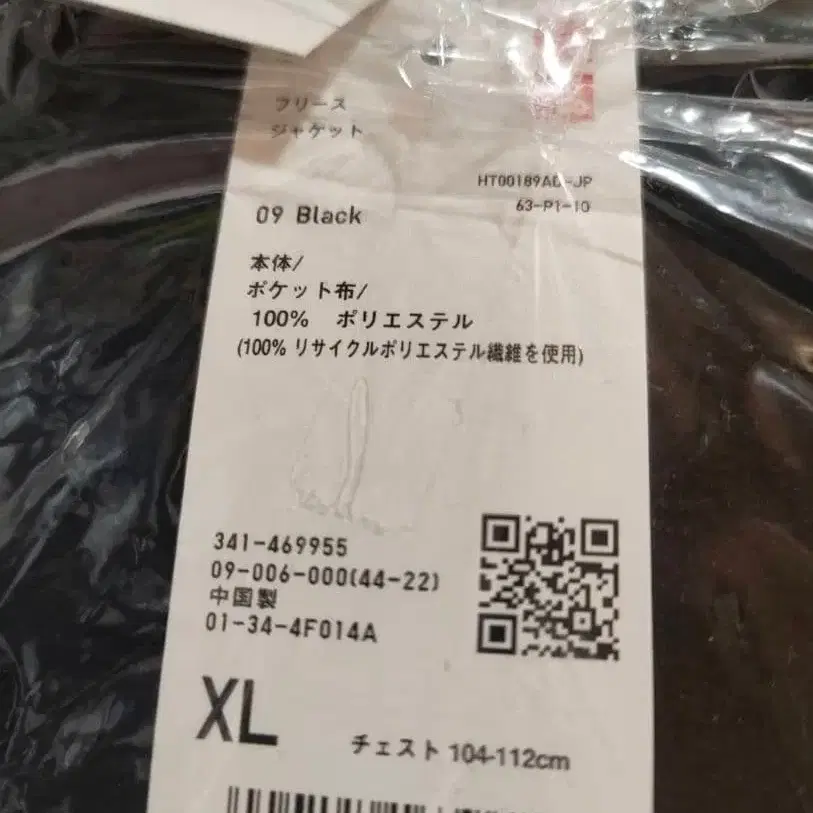 フリース
ジャケット
HT00189AD-JP
63-P1-10
09 Black
本体/
ポケット布/
100% ポリエステル
(100% リサイクルポリエステル繊維を使用)
341-469955
09-006-000(44-22)
中国製
01-34-4F014A
XL
チェスト 104-112cm